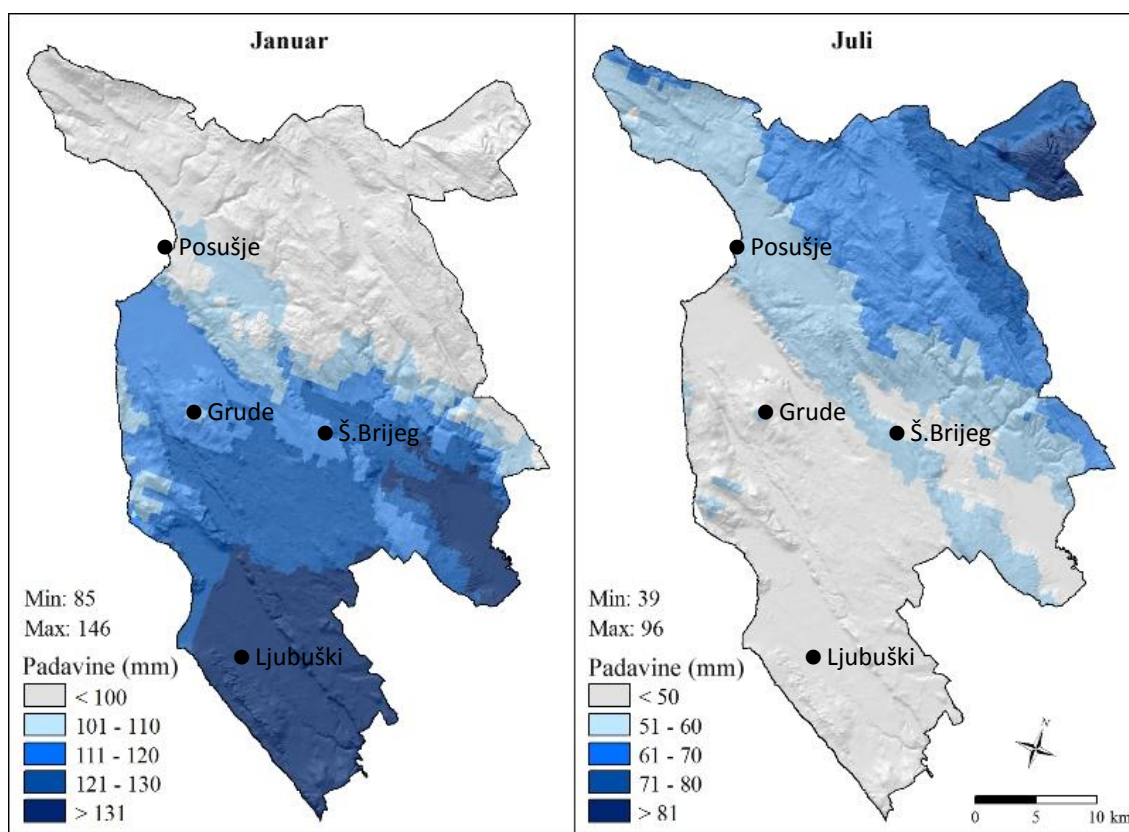 Januar
Posušje
Grude
Š.Brijeg
Ljubuški
Min: 85
Max: 146
Padavine (mm)
< 100
101 - 110
111 - 120
121 - 130
> 131
Juli
Posušje
Grude
Š.Brijeg
Ljubuški
Min: 39
Max: 96
Padavine (mm)
< 50
51 - 60
61 - 70
71 - 80
> 81
N
0 5 10 km